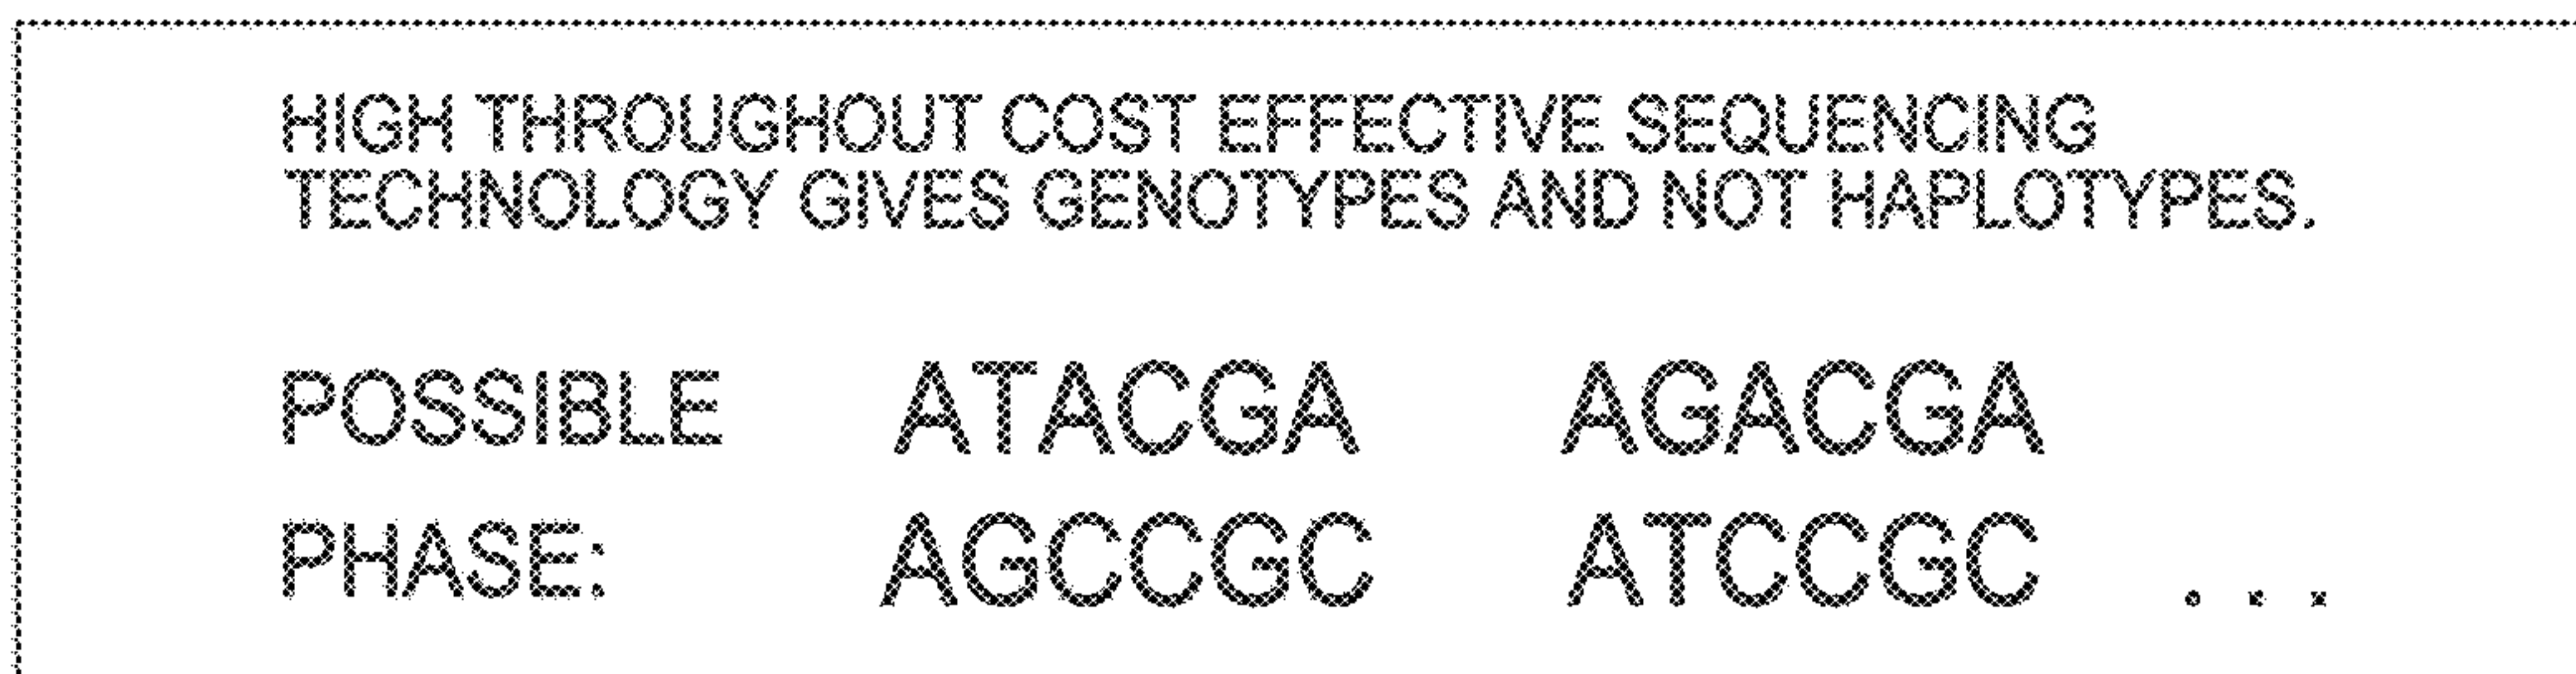 HIGH THROUGHOUT COST EFFECTIVE SEQUENCING
TECHNOLOGY GIVES GENOTYPES AND NOT HAPLOTYPES.
POSSIBLE ATACGA AGACGA
PHASE: AGCCGC ATCCGC . . .